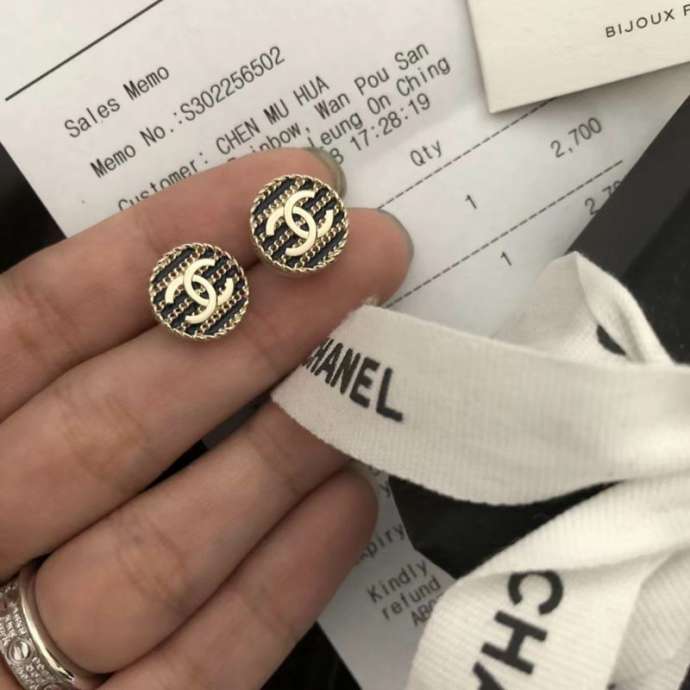 BIJOUX
Sales Memo
Memo No.:S302256502
Customer: CHEN MU HUA
Wan Pou San
Leung On Ching
17:28:19
Qty
1
2,700
1
CHANEL
Kindly
refund
CHA